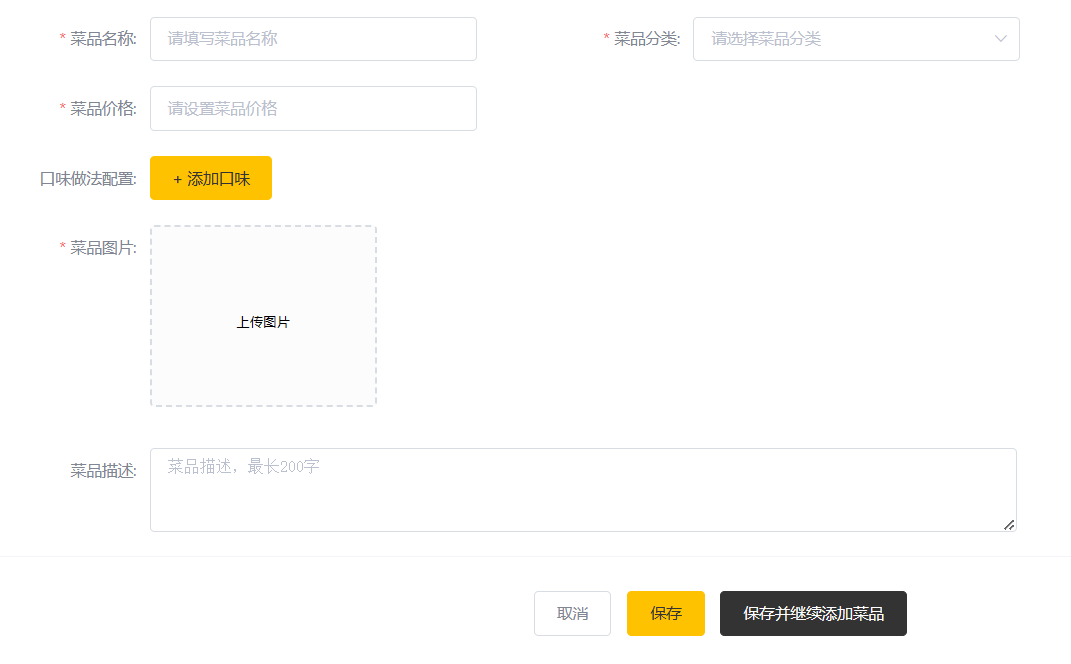 * 菜品名称: 请填写菜品名称 * 菜品分类: 请选择菜品分类
* 菜品价格: 请设置菜品价格
口味做法配置: + 添加口味
* 菜品图片:
上传图片
菜品描述: 菜品描述，最长200字
取消 保存 保存并继续添加菜品